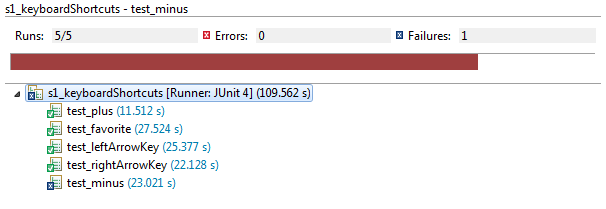 s1_keyboardShortcuts - test_minus
Runs: 5/5 Errors: 0 Failures: 1
s1_keyboardShortcuts [Runner: JUnit 4] (109.562 s)
test_plus (11.512 s)
test_favorite (27.524 s)
test_leftArrowKey (25.377 s)
test_rightArrowKey (22.128 s)
test_minus (23.021 s)